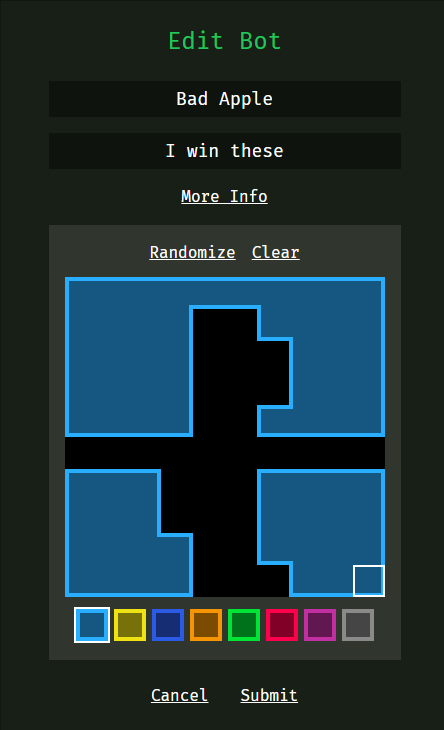 Edit Bot
Bad Apple
I win these
More Info
Randomize Clear
Cancel Submit